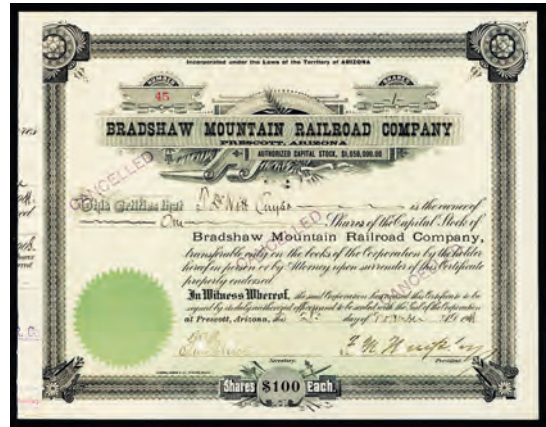 Incorporated under the Laws of the Territory of ARIZONA
NUMBER
45
SHARES
1
BRADSHAW MOUNTAIN RAILROAD COMPANY
PRESCOTT, ARIZONA
AUTHORIZED CAPITAL STOCK, $1,650,000.00
CANCELLED
This Certifies that is the owner of
One Shares of the Capital Stock of
CANCELLED
Bradshaw Mountain Railroad Company,
transferable only on the books of the Corporation by the holder
hereof in person or by Attorney upon surrender of this Certificate
properly endorsed.
CANCELLED
In Witness Whereof, the said Corporation has caused this Certificate to be
signed by its duly authorized officers and to be sealed with the Seal of the Corporation
at Prescott, Arizona, this day of
Secretary.
President.
Shares $100 Each.